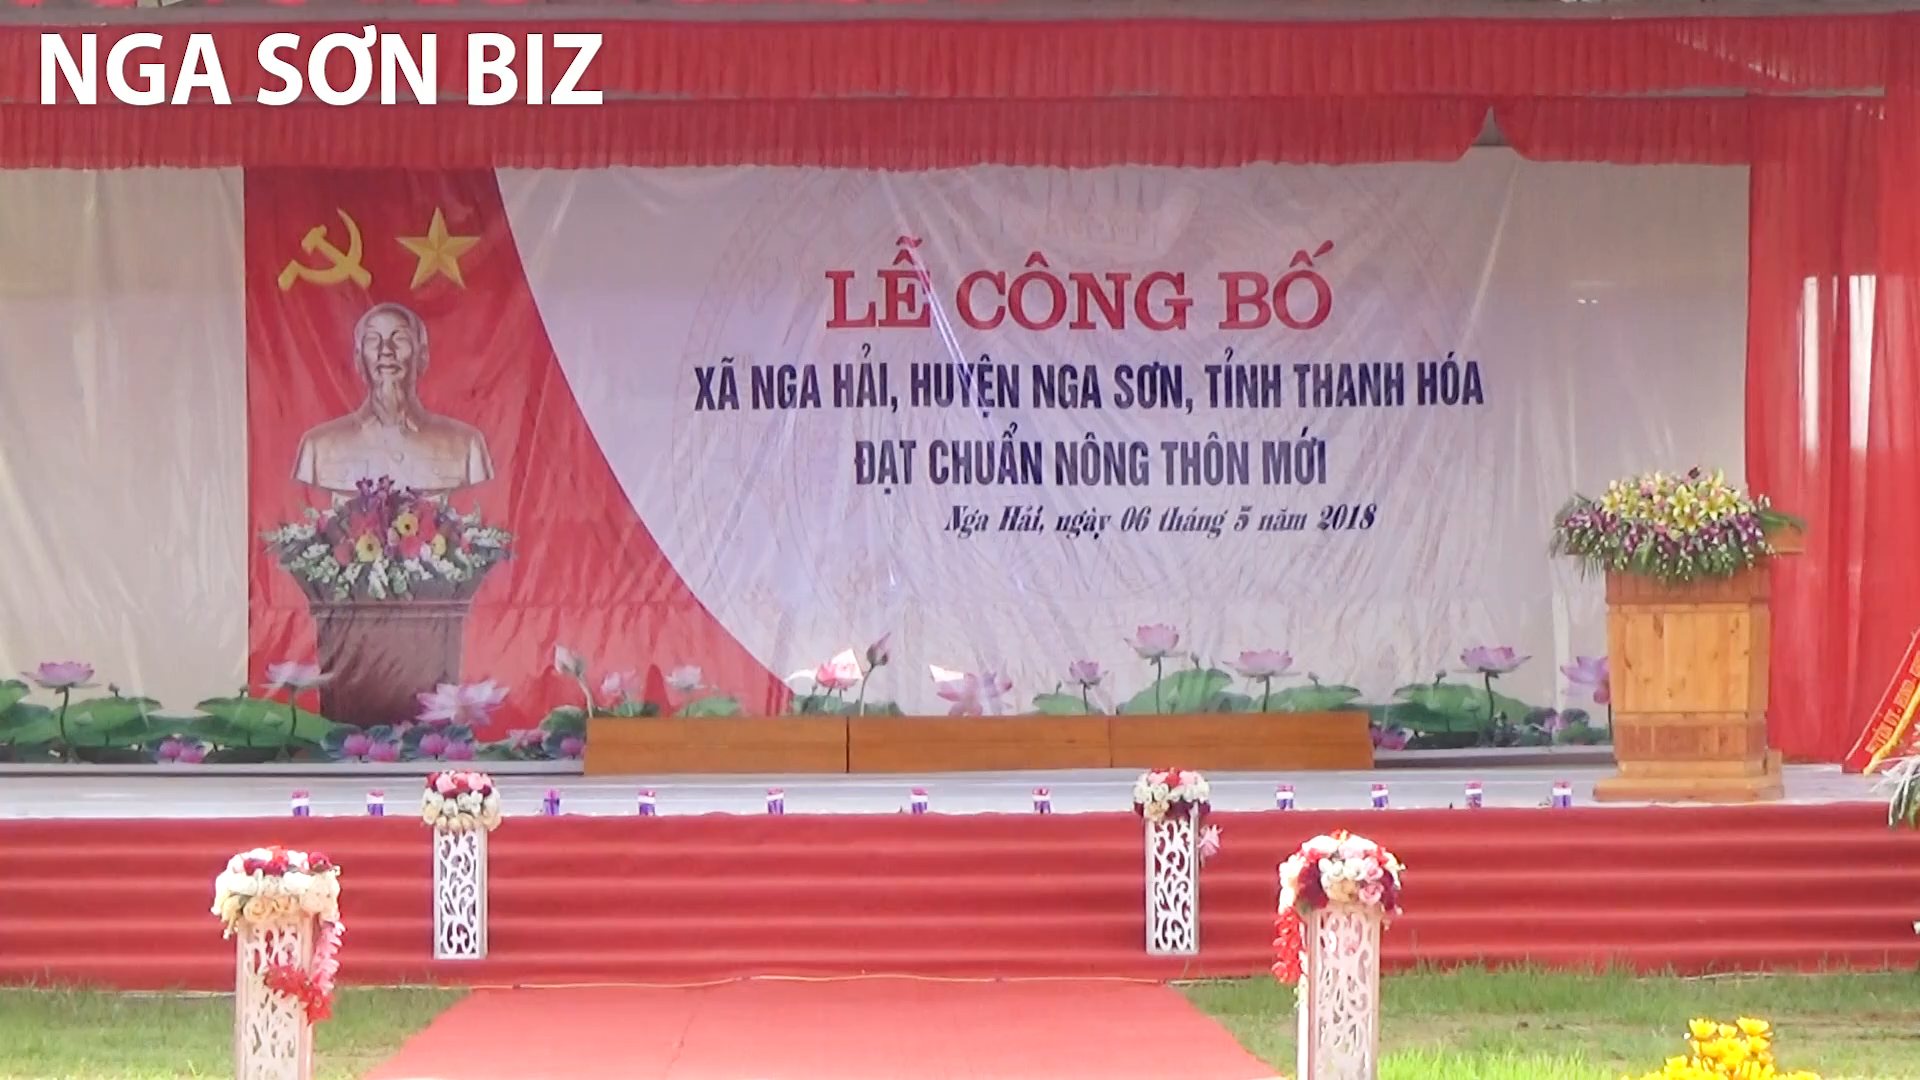 NGA SƠN BIZ
LỄ CÔNG BỐ
XÃ NGA HẢI, HUYỆN NGA SƠN, TỈNH THANH HÓA
ĐẠT CHUẨN NÔNG THÔN MỚI
Nga Hải, ngày 06 tháng 5 năm 2018